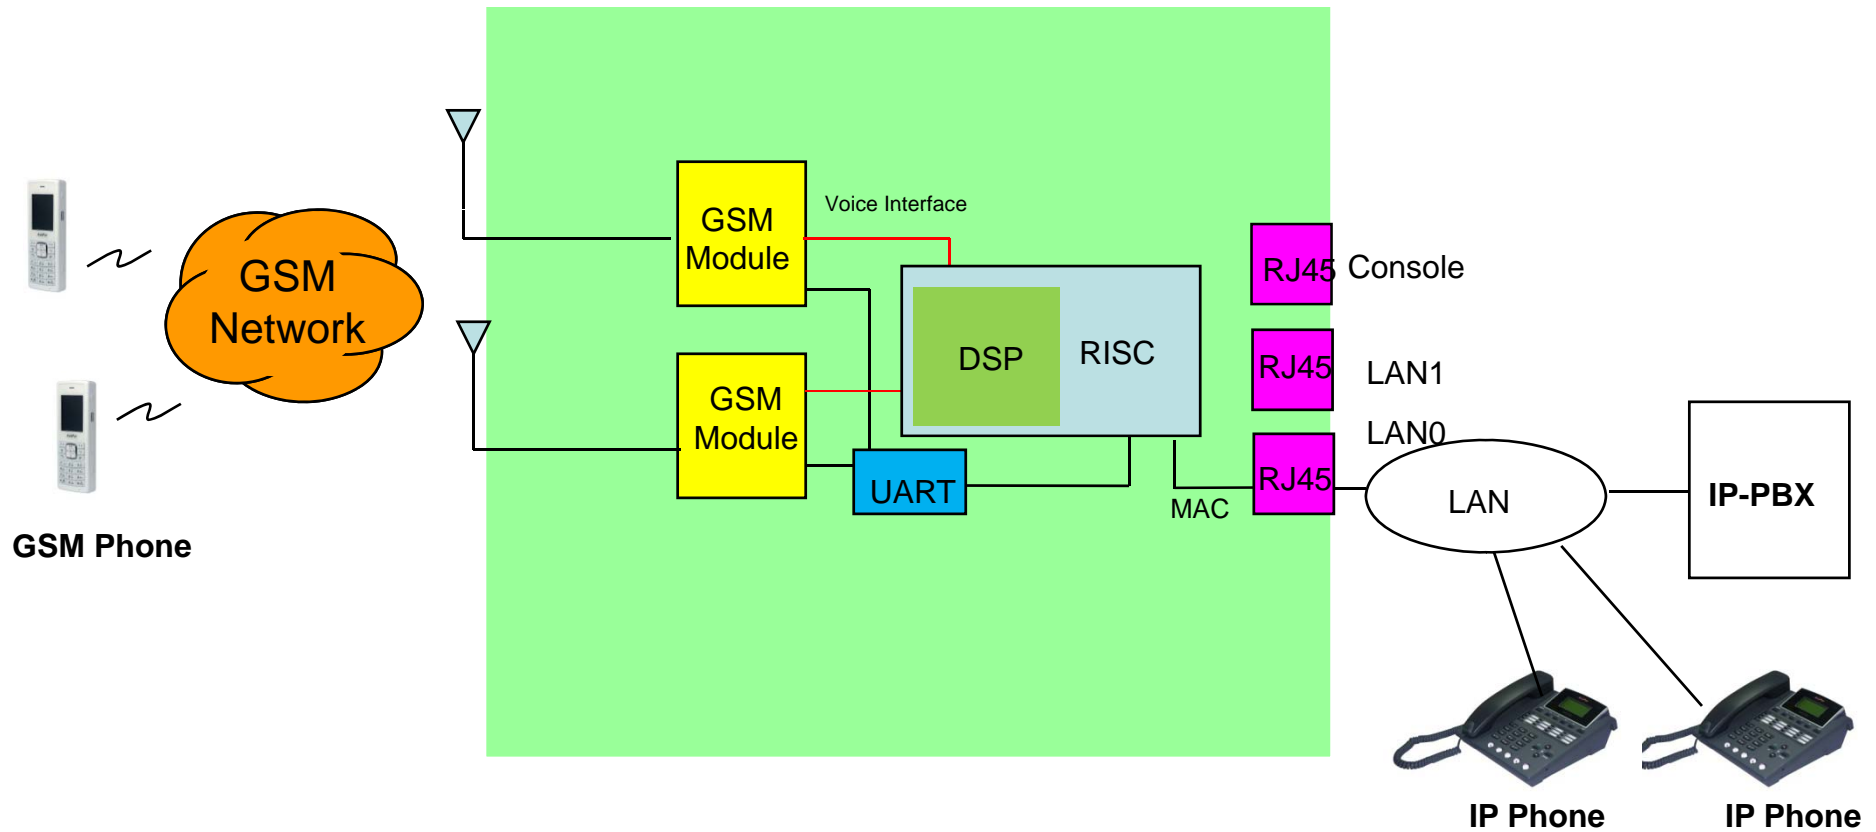 Voice Interface
GSM
Module
GSM
Network
RJ45 Console
DSP
RISC
RJ45
LAN1
GSM
Module
LAN0
UART
MAC
RJ45
LAN
IP-PBX
GSM Phone
IP Phone
IP Phone